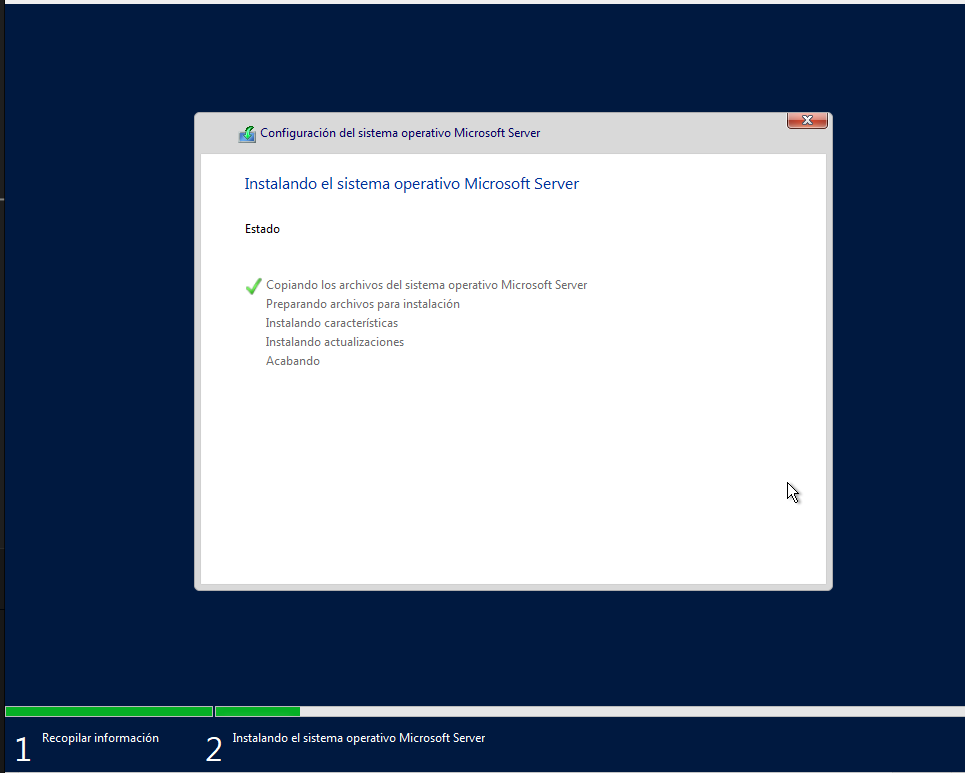 Configuración del sistema operativo Microsoft Server
Instalando el sistema operativo Microsoft Server
Estado
Copiando los archivos del sistema operativo Microsoft Server
Preparando archivos para instalación
Instalando características
Instalando actualizaciones
Acabando
1 Recopilar información
2 Instalando el sistema operativo Microsoft Server